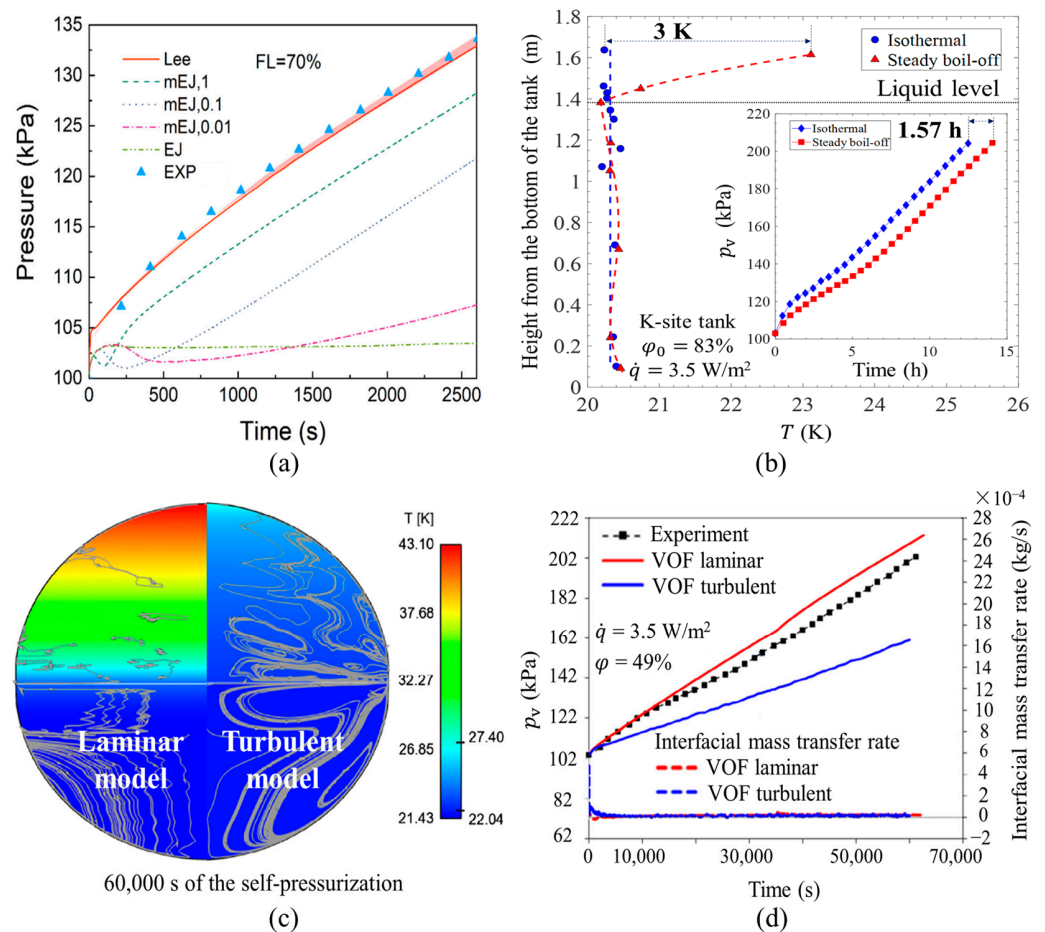 135
130
125
120
115
110
105
100
Pressure (kPa)
Lee
mEJ,1
mEJ,0.1
mEJ,0.01
EJ
EXP
FL=70%
0 500 1000 1500 2000 2500
Time (s)
(a)
1.8
1.6
1.4
1.2
1
0.8
0.6
0.4
0.2
0
Height from the bottom of the tank (m)
3 K
Isothermal
Steady boil-off
Liquid level
220
200
180
160
140
120
100
pv (kPa)
Isothermal
Steady boil-off
1.57 h
0 5 10 15
Time (h)
K-site tank
φ0 = 83%
q̇ = 3.5 W/m²
20 21 22 23 24 25 26
T (K)
(b)
Laminar
model
Turbulent
model
T [K]
43.10
37.68
32.27
27.40
26.85
21.43 22.04
60,000 s of the self-pressurization
(c)
222
202
182
162
142
122
102
82
62
pv (kPa)
Experiment
VOF laminar
VOF turbulent
q̇ = 3.5 W/m²
φ = 49%
Interfacial mass transfer rate
VOF laminar
VOF turbulent
×10⁻⁴
28
26
24
22
20
18
16
14
12
10
8
6
4
2
0
−2
Interfacial mass transfer rate (kg/s)
0 10,000 30,000 50,000 70,000
Time (s)
(d)